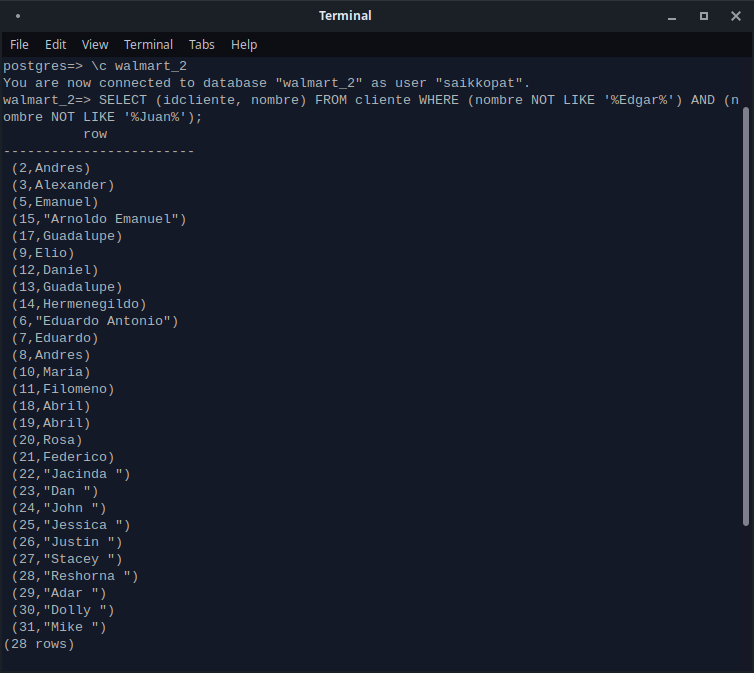 Terminal
File Edit View Terminal Tabs Help
postgres=> \c walmart_2
You are now connected to database "walmart_2" as user "saikkopat".
walmart_2=> SELECT (idcliente, nombre) FROM cliente WHERE (nombre NOT LIKE '%Edgar%') AND (n
ombre NOT LIKE '%Juan%');
row
------------------------
(2,Andres)
(3,Alexander)
(5,Emanuel)
(15,"Arnoldo Emanuel")
(17,Guadalupe)
(9,Elio)
(12,Daniel)
(13,Guadalupe)
(14,Hermenegildo)
(6,"Eduardo Antonio")
(7,Eduardo)
(8,Andres)
(10,Maria)
(11,Filomeno)
(18,Abril)
(19,Abril)
(20,Rosa)
(21,Federico)
(22,"Jacinda ")
(23,"Dan ")
(24,"John ")
(25,"Jessica ")
(26,"Justin ")
(27,"Stacey ")
(28,"Reshorna ")
(29,"Adar ")
(30,"Dolly ")
(31,"Mike ")
(28 rows)